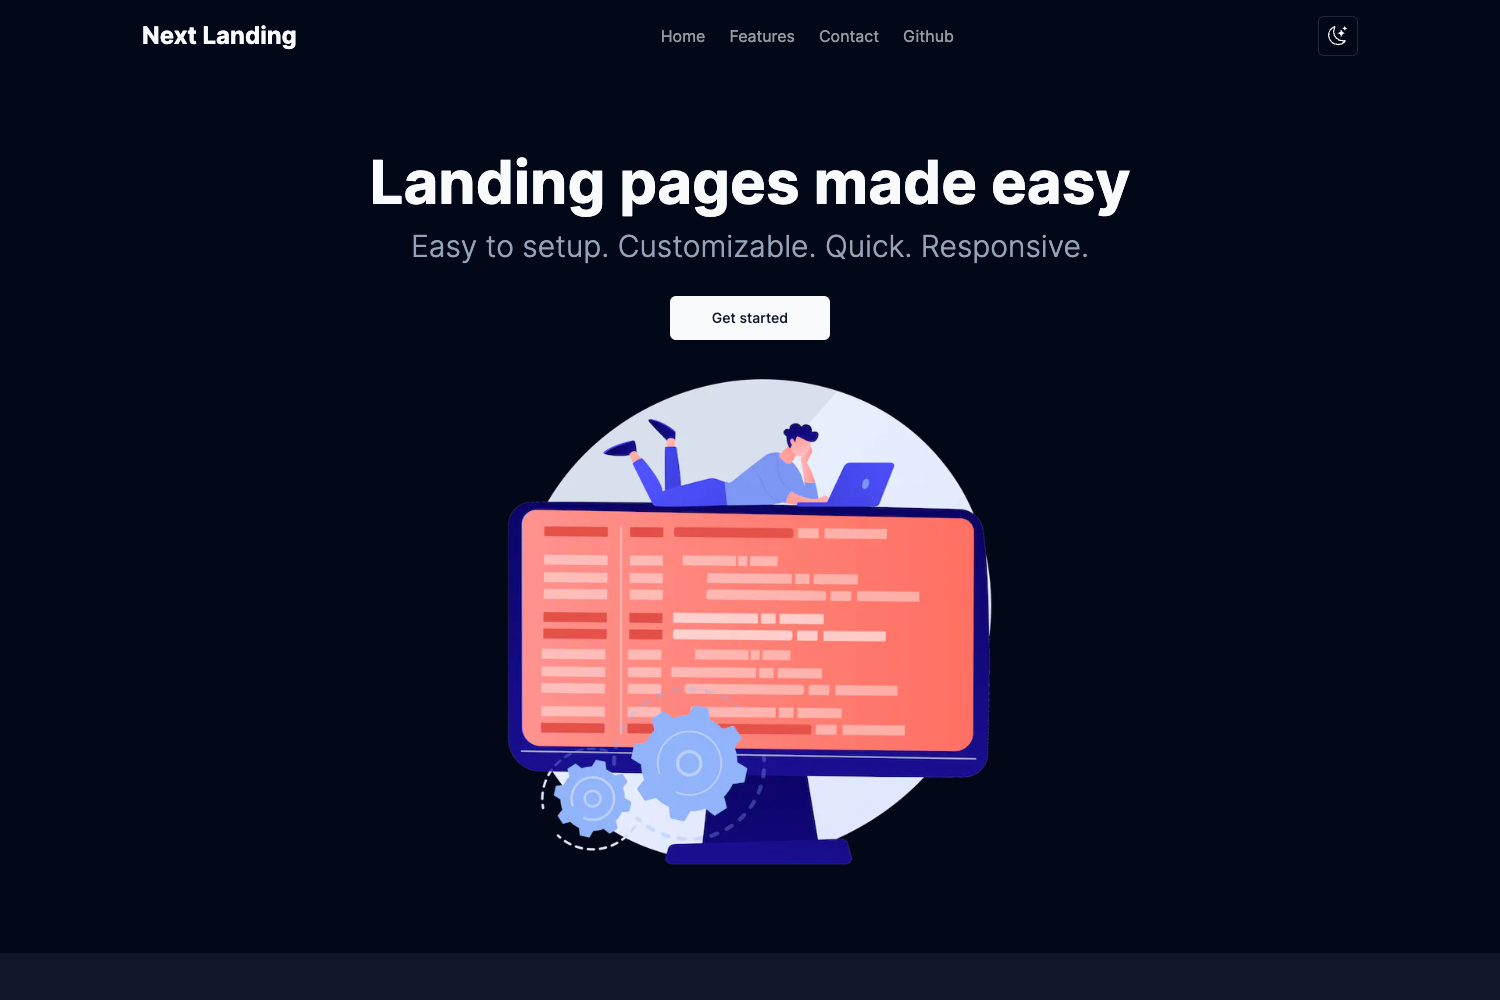 Next Landing
Home Features Contact Github
Landing pages made easy
Easy to setup. Customizable. Quick. Responsive.
Get started